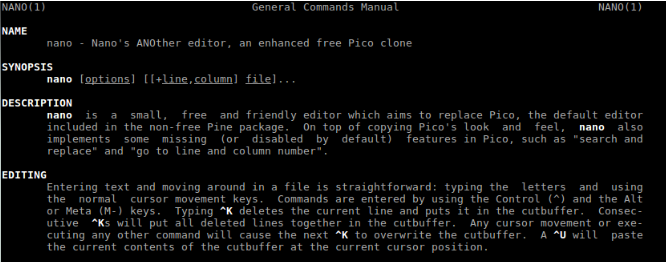 NANO(1) General Commands Manual NANO(1)
NAME
nano - Nano's ANOther editor, an enhanced free Pico clone
SYNOPSIS
nano [options] [[+line,column] file]...
DESCRIPTION
nano is a small, free and friendly editor which aims to replace Pico, the default editor
included in the non-free Pine package. On top of copying Pico's look and feel, nano also
implements some missing (or disabled by default) features in Pico, such as "search and
replace" and "go to line and column number".
EDITING
Entering text and moving around in a file is straightforward: typing the letters and using
the normal cursor movement keys. Commands are entered by using the Control (^) and the Alt
or Meta (M-) keys. Typing ^K deletes the current line and puts it in the cutbuffer. Consec-
utive ^Ks will put all deleted lines together in the cutbuffer. Any cursor movement or exe-
cuting any other command will cause the next ^K to overwrite the cutbuffer. A ^U will paste
the current contents of the cutbuffer at the current cursor position.